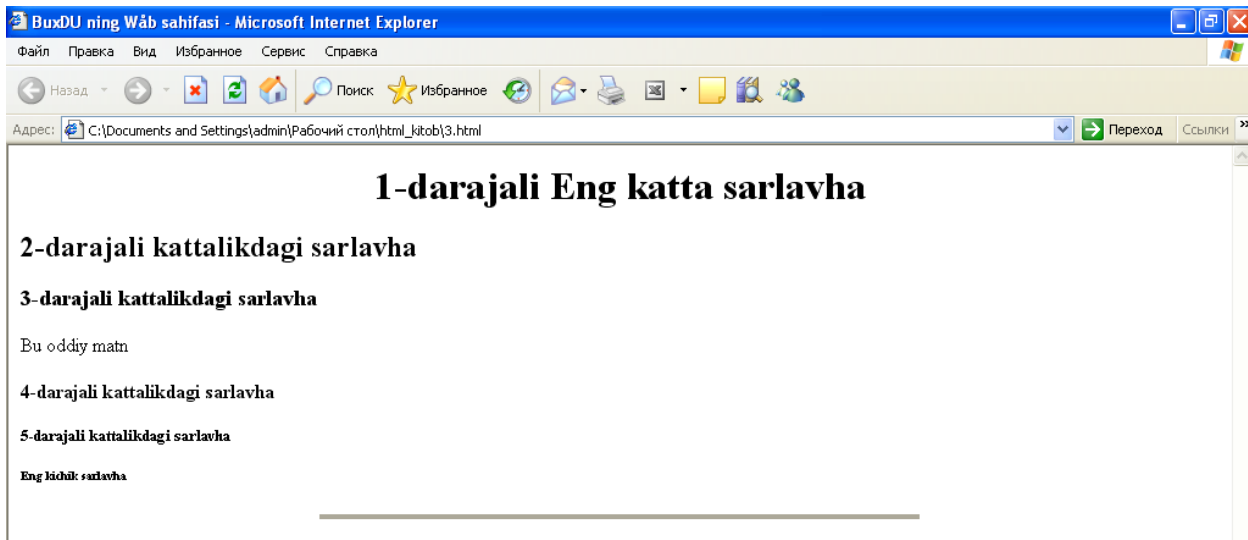 BuxDU ning Wåb sahifasi - Microsoft Internet Explorer
Файл Правка Вид Избранное Сервис Справка
Назад Поиск Избранное
Адрес: C:\Documents and Settings\admin\Рабочий стол\html_kitob\3.html Переход Ссылки »
1-darajali Eng katta sarlavha
2-darajali kattalikdagi sarlavha
3-darajali kattalikdagi sarlavha
Bu oddiy matn
4-darajali kattalikdagi sarlavha
5-darajali kattalikdagi sarlavha
Eng kichik sarlavha